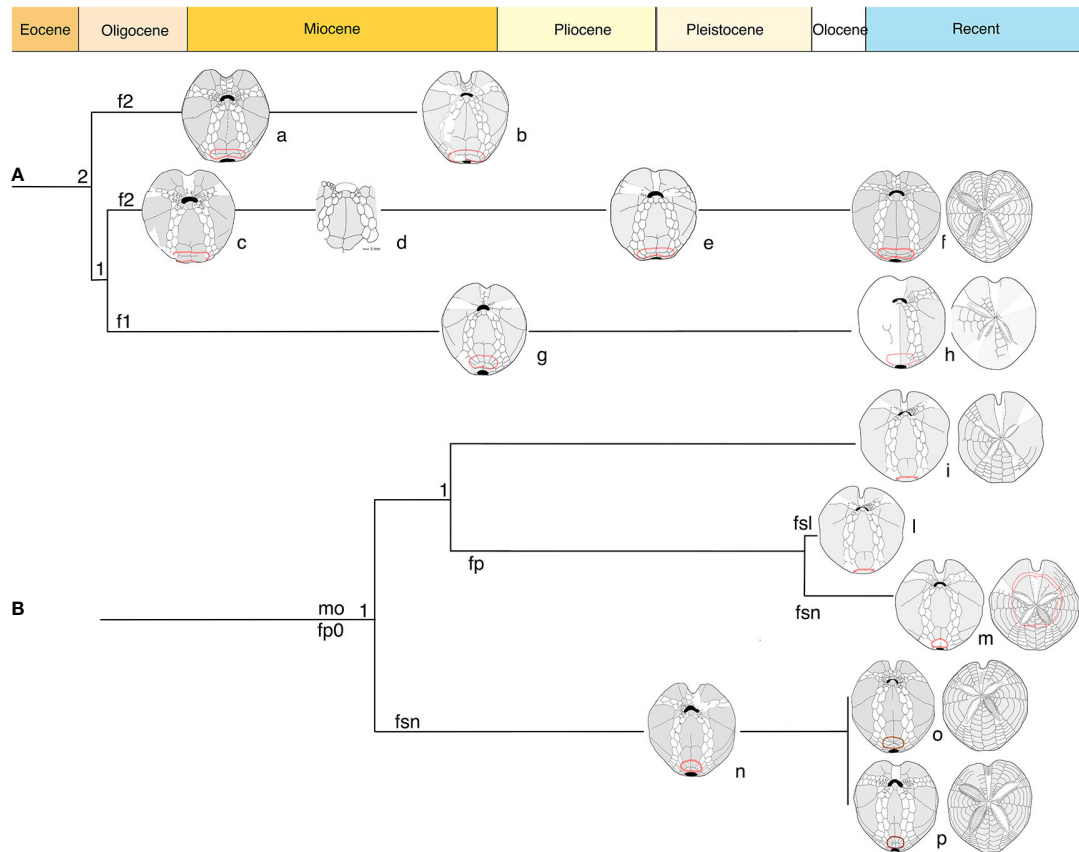 Eocene Oligocene Miocene Pliocene Pleistocene Olocene Recent
f2
a b
A
2
f2
c d e f
1
f1
g h
i
1
fsl l
fp
fsn
m
B
mo 1
fp0
fsn
n o
p